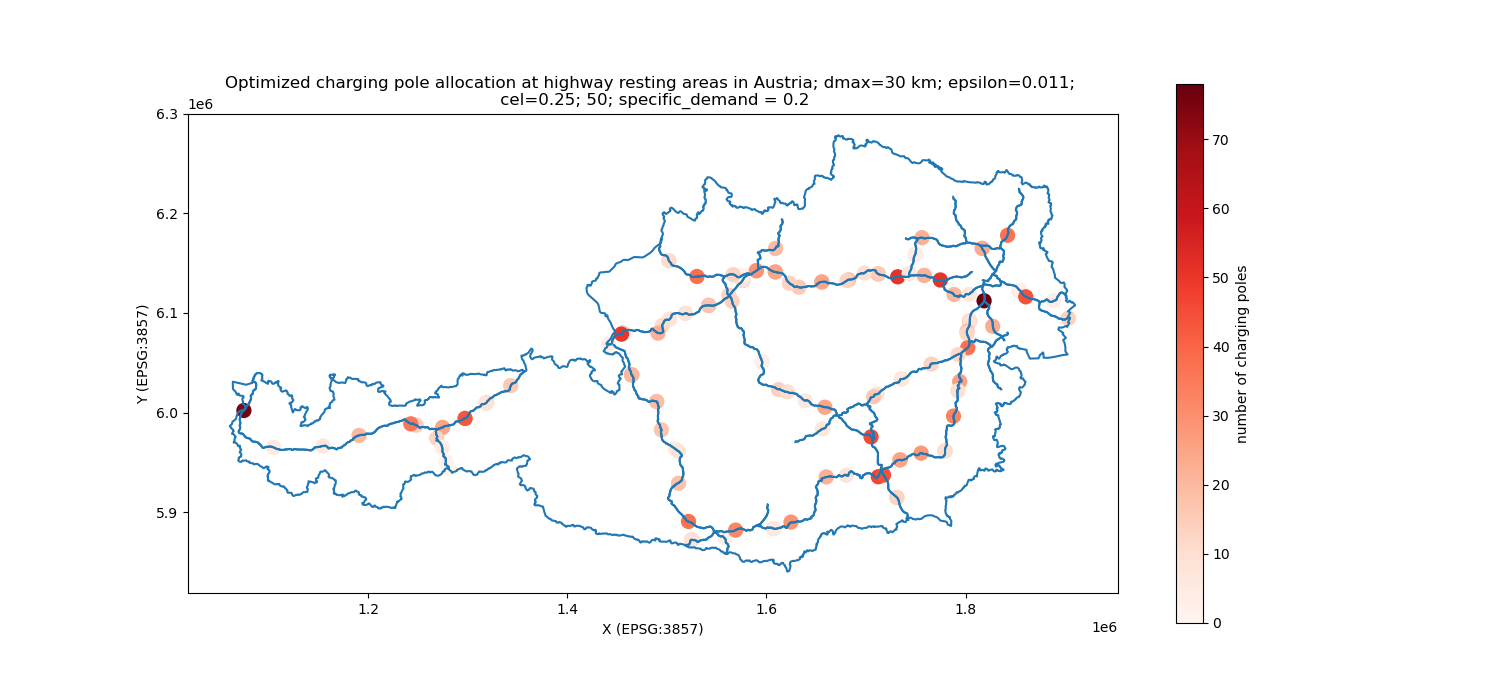 Optimized charging pole allocation at highway resting areas in Austria; dmax=30 km; epsilon=0.011;
cel=0.25; 50; specific_demand = 0.2
1e6
6.3
6.2
6.1
6.0
5.9
Y (EPSG:3857)
1.2
1.4
1.6
1.8
X (EPSG:3857)
1e6
70
60
50
40
30
20
10
0
number of charging poles